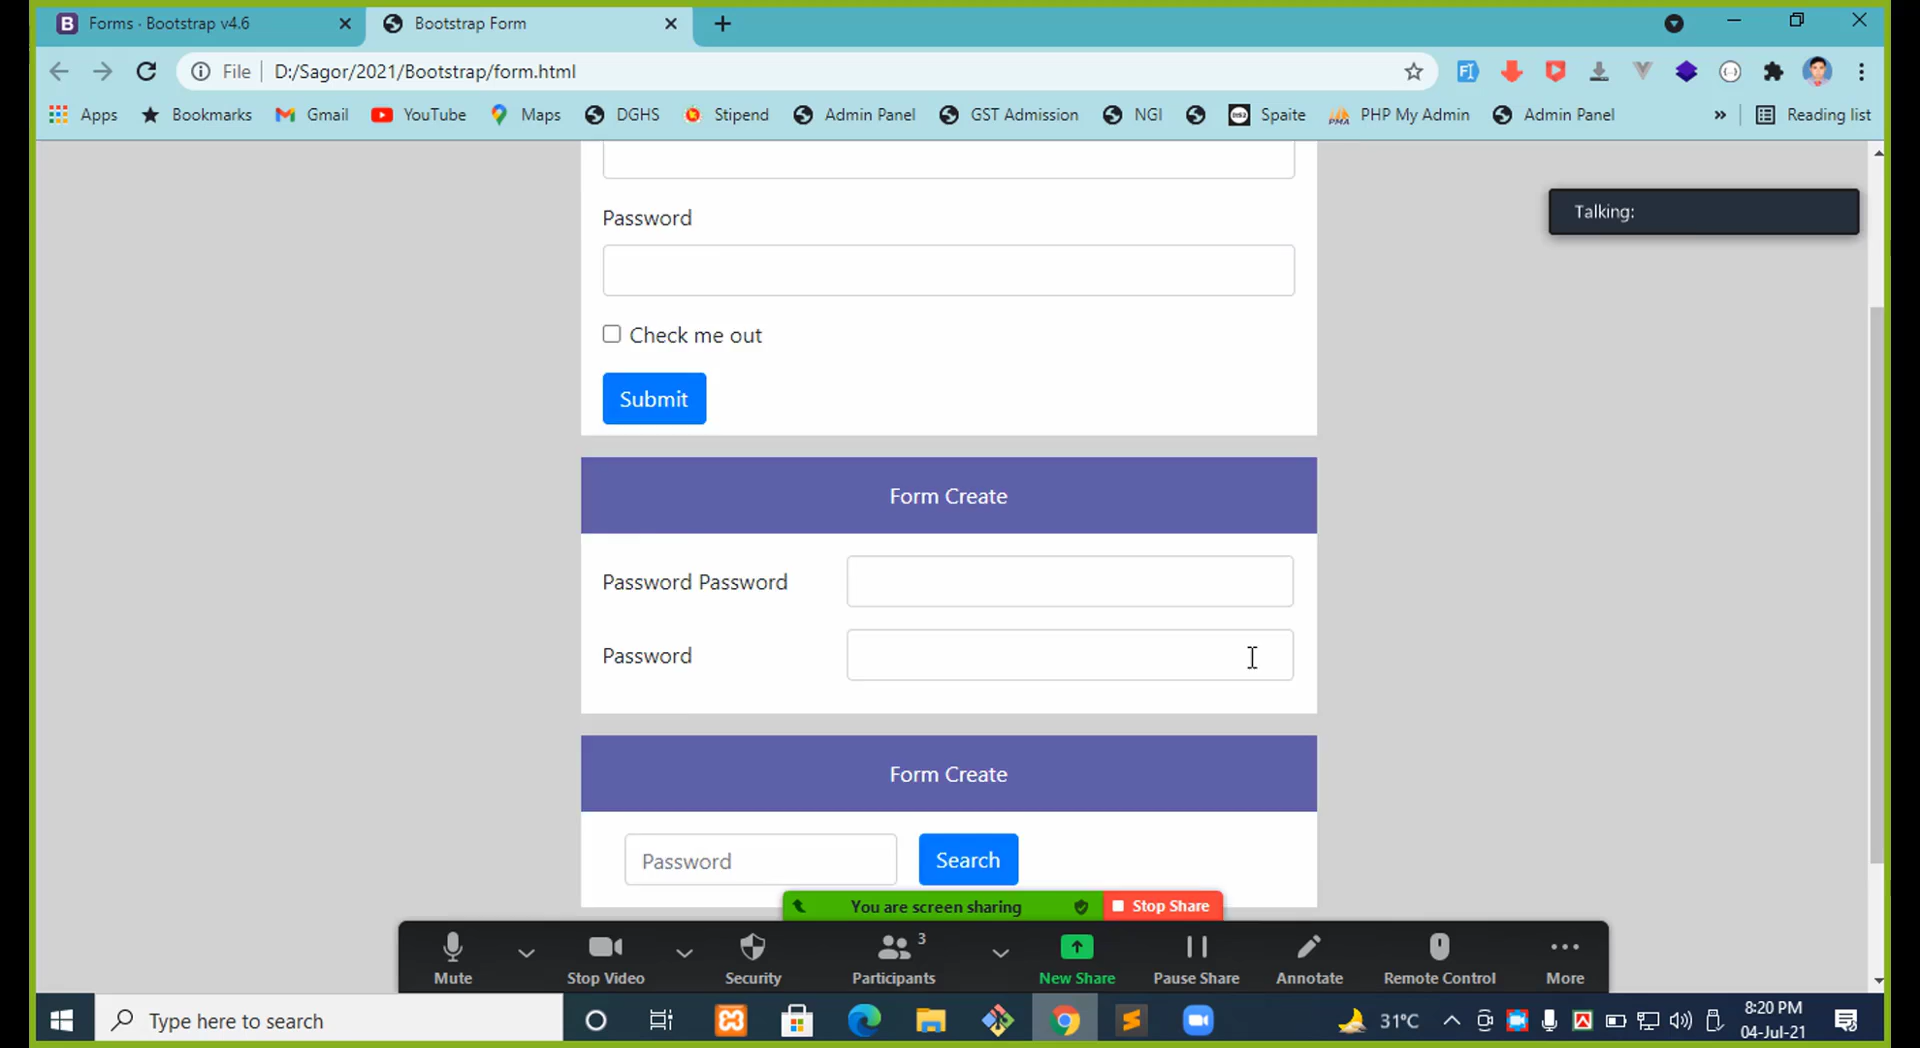 Forms · Bootstrap v4.6
Bootstrap Form
File
D:/Sagor/2021/Bootstrap/form.html
Apps
Bookmarks
Gmail
YouTube
Maps
DGHS
Stipend
Admin Panel
GST Admission
NGI
Spaite
PHP My Admin
Admin Panel
»
Reading list
Talking:
Password
Check me out
Submit
Form Create
Password Password
Password
Form Create
Password
Search
You are screen sharing
Stop Share
Mute
Stop Video
Security
3
Participants
New Share
Pause Share
Annotate
Remote Control
More
Type here to search
31°C
8:20 PM
04-Jul-21